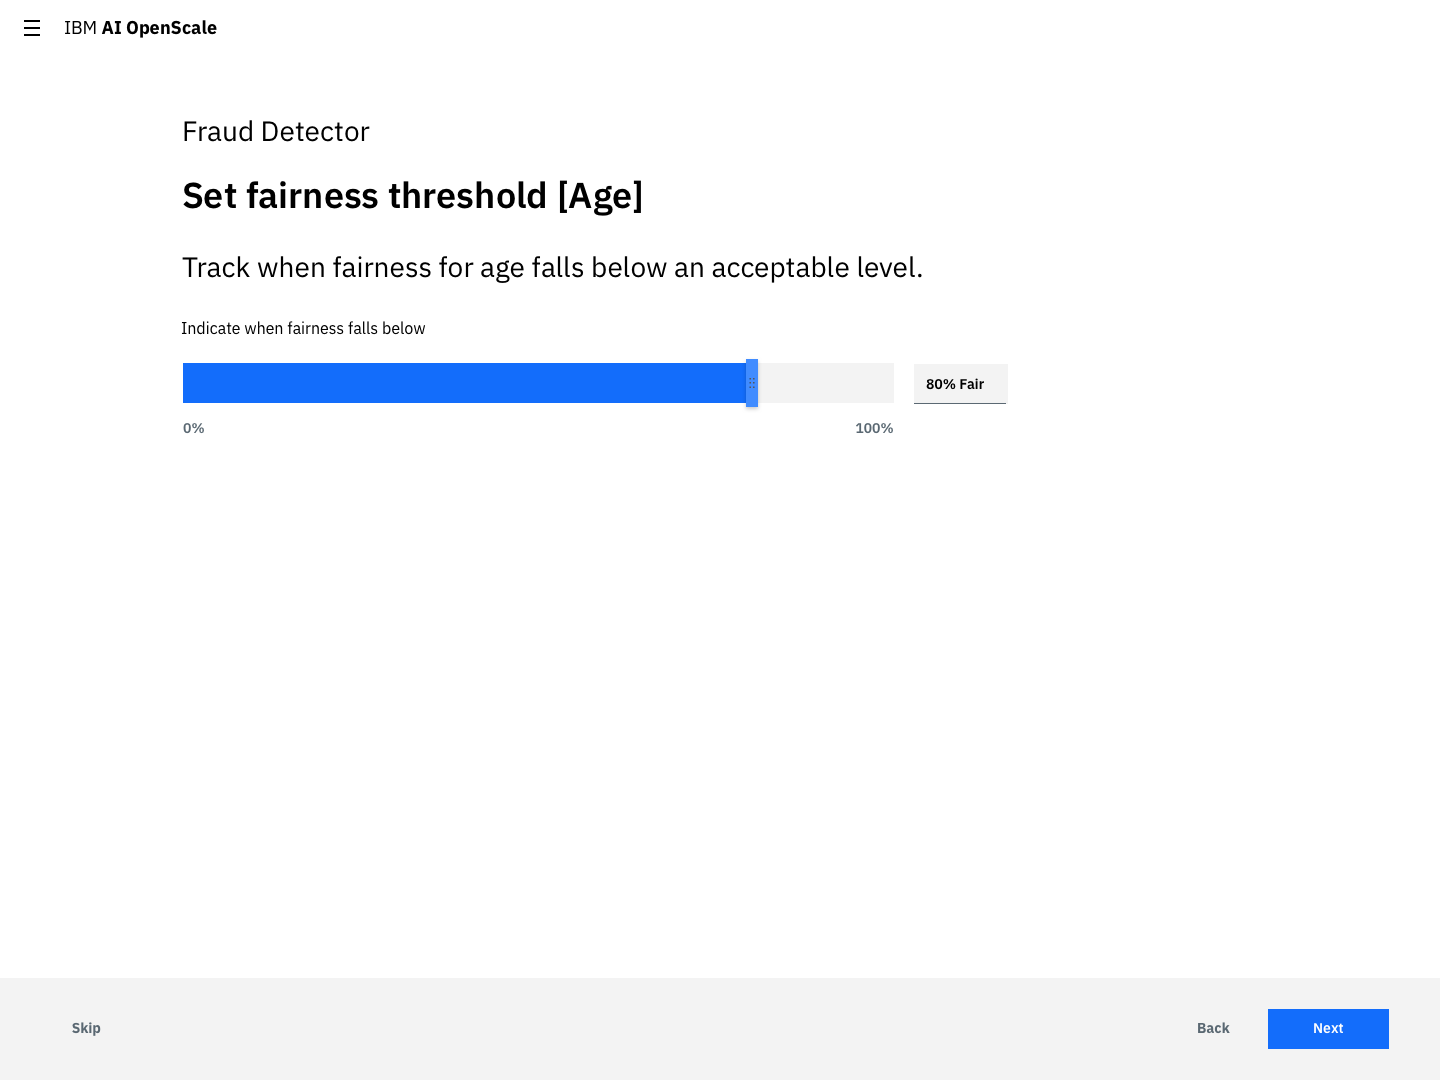 IBM AI OpenScale
Fraud Detector
Set fairness threshold [Age]
Track when fairness for age falls below an acceptable level.
Indicate when fairness falls below
80% Fair
0% 100%
Skip Back Next